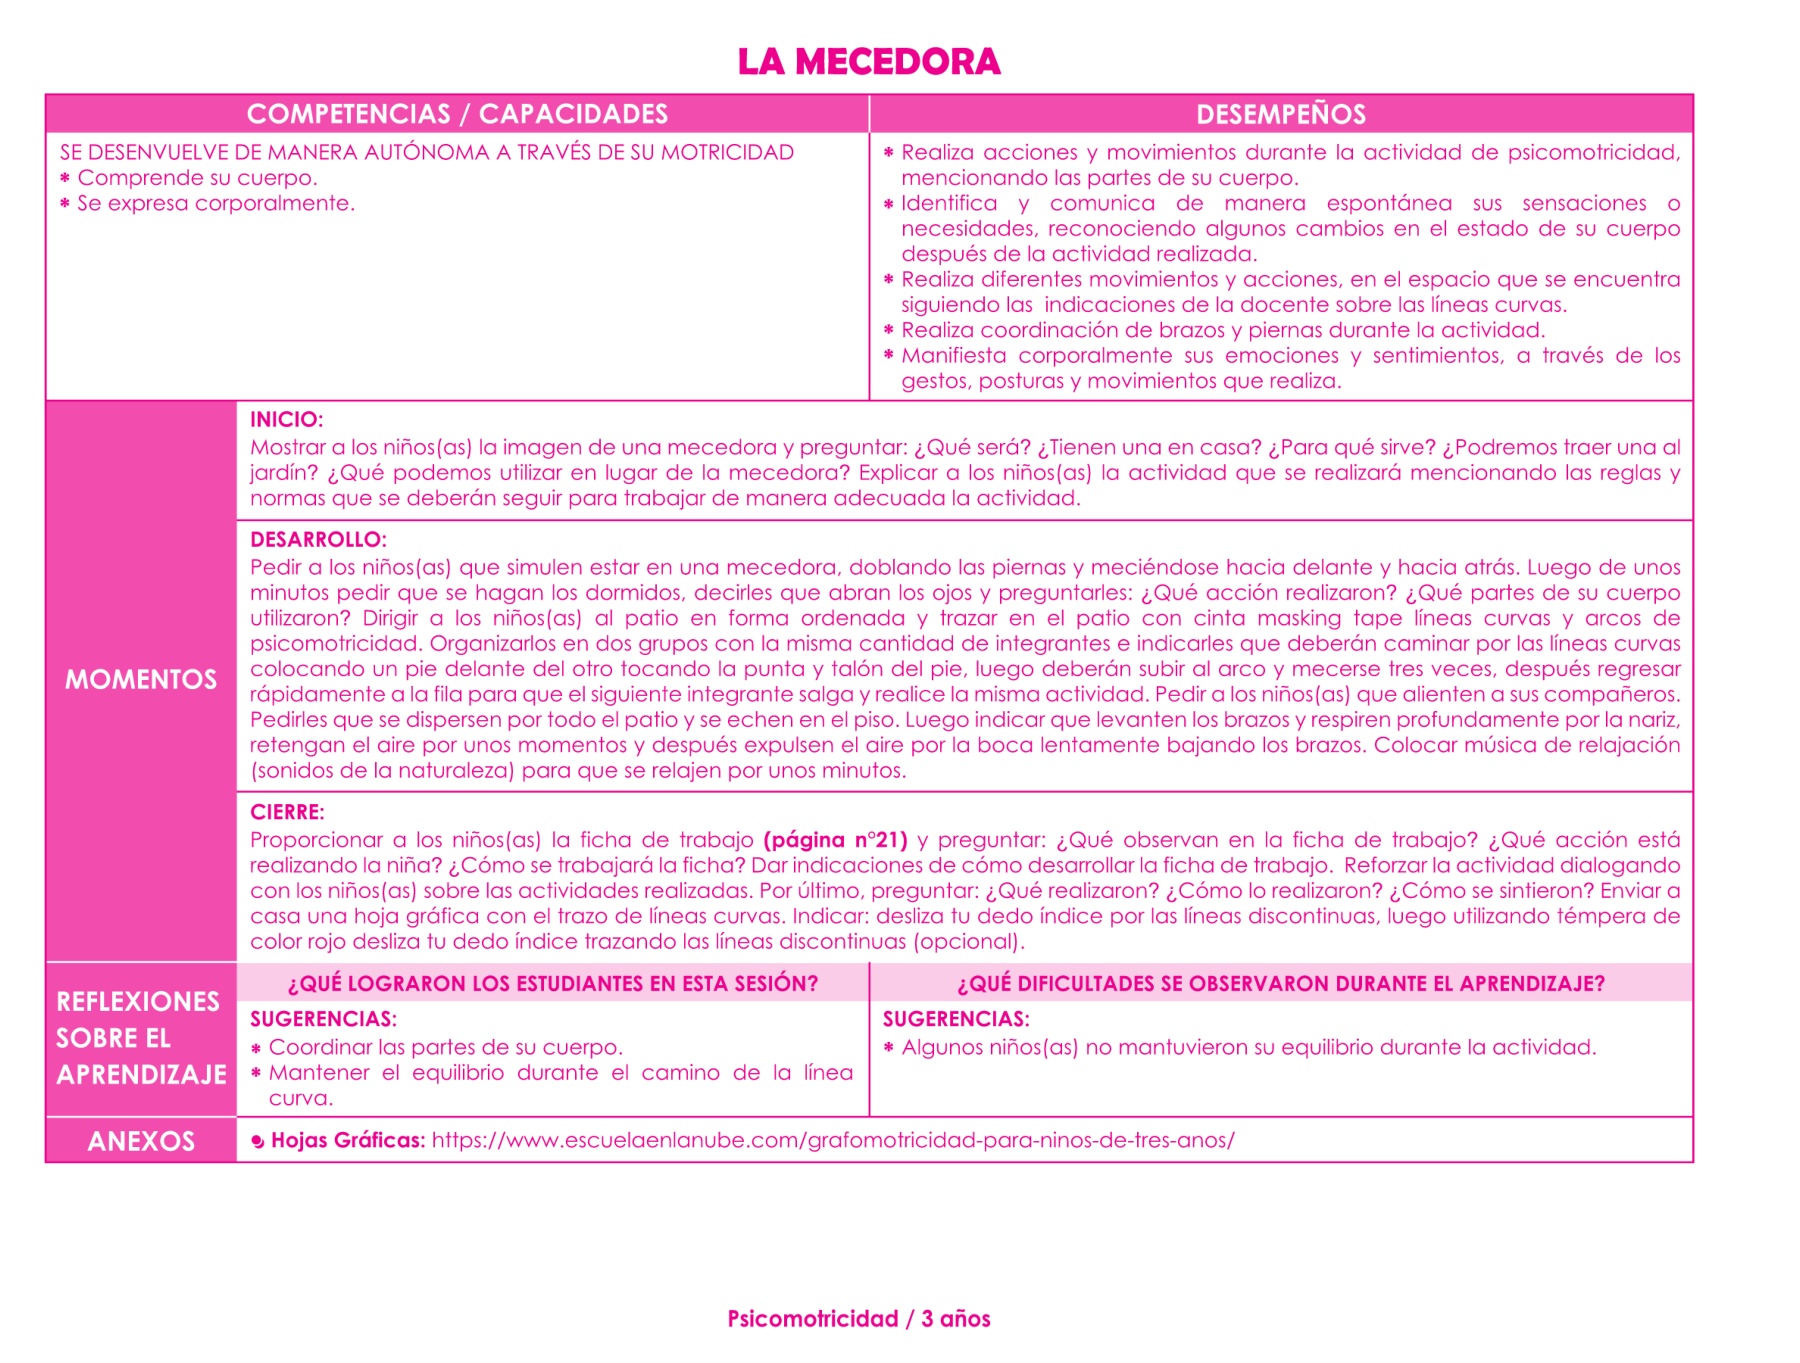 LA MECEDORA
COMPETENCIAS / CAPACIDADES
SE DESENVUELVE DE MANERA AUTÓNOMA A TRAVÉS DE SU MOTRICIDAD
* Comprende su cuerpo.
* Se expresa corporalmente.
DESEMPEÑOS
* Realiza acciones y movimientos durante la actividad de psicomotricidad,
mencionando las partes de su cuerpo.
* Identifica y comunica de manera espontánea sus sensaciones o
necesidades, reconociendo algunos cambios en el estado de su cuerpo
después de la actividad realizada.
* Realiza diferentes movimientos y acciones, en el espacio que se encuentra
siguiendo las indicaciones de la docente sobre las líneas curvas.
* Realiza coordinación de brazos y piernas durante la actividad.
* Manifiesta corporalmente sus emociones y sentimientos, a través de los
gestos, posturas y movimientos que realiza.
MOMENTOS
INICIO:
Mostrar a los niños(as) la imagen de una mecedora y preguntar: ¿Qué será? ¿Tienen una en casa? ¿Para qué sirve? ¿Podremos traer una al
jardín? ¿Qué podemos utilizar en lugar de la mecedora? Explicar a los niños(as) la actividad que se realizará mencionando las reglas y
normas que se deberán seguir para trabajar de manera adecuada la actividad.
DESARROLLO:
Pedir a los niños(as) que simulen estar en una mecedora, doblando las piernas y meciéndose hacia delante y hacia atrás. Luego de unos
minutos pedir que se hagan los dormidos, decirles que abran los ojos y preguntarles: ¿Qué acción realizaron? ¿Qué partes de su cuerpo
utilizaron? Dirigir a los niños(as) al patio en forma ordenada y trazar en el patio con cinta masking tape líneas curvas y arcos de
psicomotricidad. Organizarlos en dos grupos con la misma cantidad de integrantes e indicarles que deberán caminar por las líneas curvas
colocando un pie delante del otro tocando la punta y talón del pie, luego deberán subir al arco y mecerse tres veces, después regresar
rápidamente a la fila para que el siguiente integrante salga y realice la misma actividad. Pedir a los niños(as) que alienten a sus compañeros.
Pedirles que se dispersen por todo el patio y se echen en el piso. Luego indicar que levanten los brazos y respiren profundamente por la nariz,
retengan el aire por unos momentos y después expulsen el aire por la boca lentamente bajando los brazos. Colocar música de relajación
(sonidos de la naturaleza) para que se relajen por unos minutos.
CIERRE:
Proporcionar a los niños(as) la ficha de trabajo (página n°21) y preguntar: ¿Qué observan en la ficha de trabajo? ¿Qué acción está
realizando la niña? ¿Cómo se trabajará la ficha? Dar indicaciones de cómo desarrollar la ficha de trabajo. Reforzar la actividad dialogando
con los niños(as) sobre las actividades realizadas. Por último, preguntar: ¿Qué realizaron? ¿Cómo lo realizaron? ¿Cómo se sintieron? Enviar a
casa una hoja gráfica con el trazo de líneas curvas. Indicar: desliza tu dedo índice por las líneas discontinuas, luego utilizando témpera de
color rojo desliza tu dedo índice trazando las líneas discontinuas (opcional).
REFLEXIONES
SOBRE EL
APRENDIZAJE
¿QUÉ LOGRARON LOS ESTUDIANTES EN ESTA SESIÓN?
SUGERENCIAS:
* Coordinar las partes de su cuerpo.
* Mantener el equilibrio durante el camino de la línea
curva.
¿QUÉ DIFICULTADES SE OBSERVARON DURANTE EL APRENDIZAJE?
SUGERENCIAS:
* Algunos niños(as) no mantuvieron su equilibrio durante la actividad.
ANEXOS
Hojas Gráficas: https://www.escuelaenlanube.com/grafomotricidad-para-ninos-de-tres-anos/
Psicomotricidad / 3 años